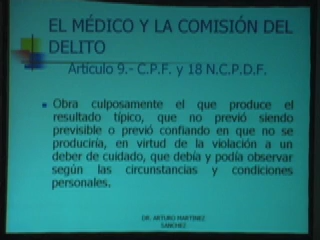 EL MÉDICO Y LA COMISIÓN DEL
DELITO
Artículo 9.- C.P.F. y 18 N.C.P.D.F.
Obra culposamente el que produce el
resultado típico, que no previó siendo
previsible o previó confiando en que no se
produciría, en virtud de la violación a un
deber de cuidado, que debía y podía observar
según las circunstancias y condiciones
personales.
DR. ARTURO MARTINEZ
SANCHEZ